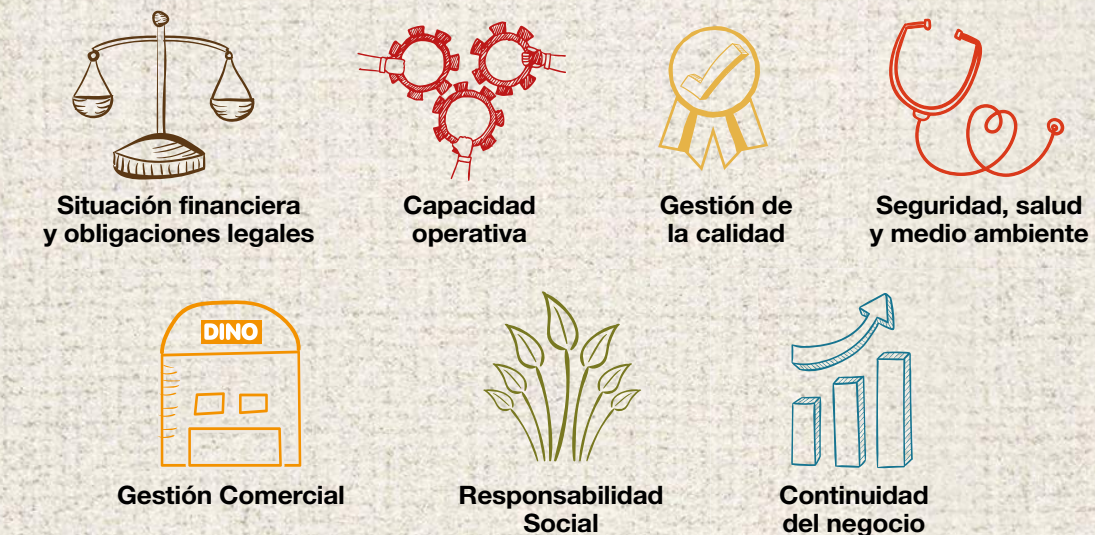 Situación financiera
y obligaciones legales
Capacidad
operativa
Gestión de
la calidad
Seguridad, salud
y medio ambiente
DINO
Gestión Comercial
Responsabilidad
Social
Continuidad
del negocio